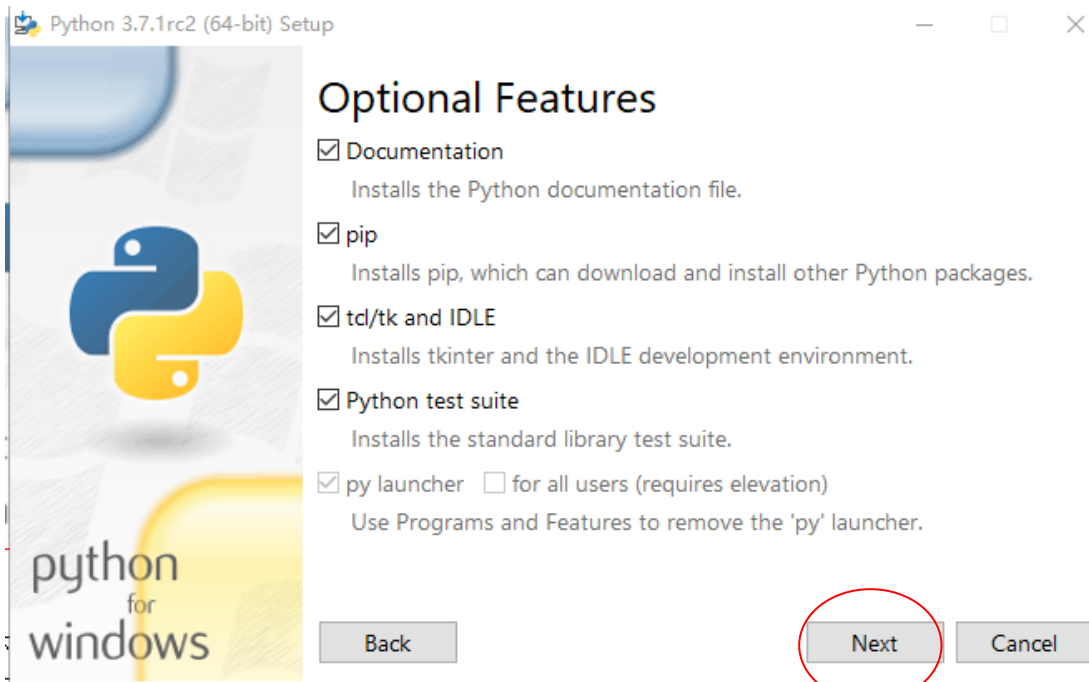 Python 3.7.1rc2 (64-bit) Setup
Optional Features
Documentation
Installs the Python documentation file.
pip
Installs pip, which can download and install other Python packages.
tcl/tk and IDLE
Installs tkinter and the IDLE development environment.
Python test suite
Installs the standard library test suite.
py launcher for all users (requires elevation)
Use Programs and Features to remove the 'py' launcher.
python
for
windows
Back Next Cancel